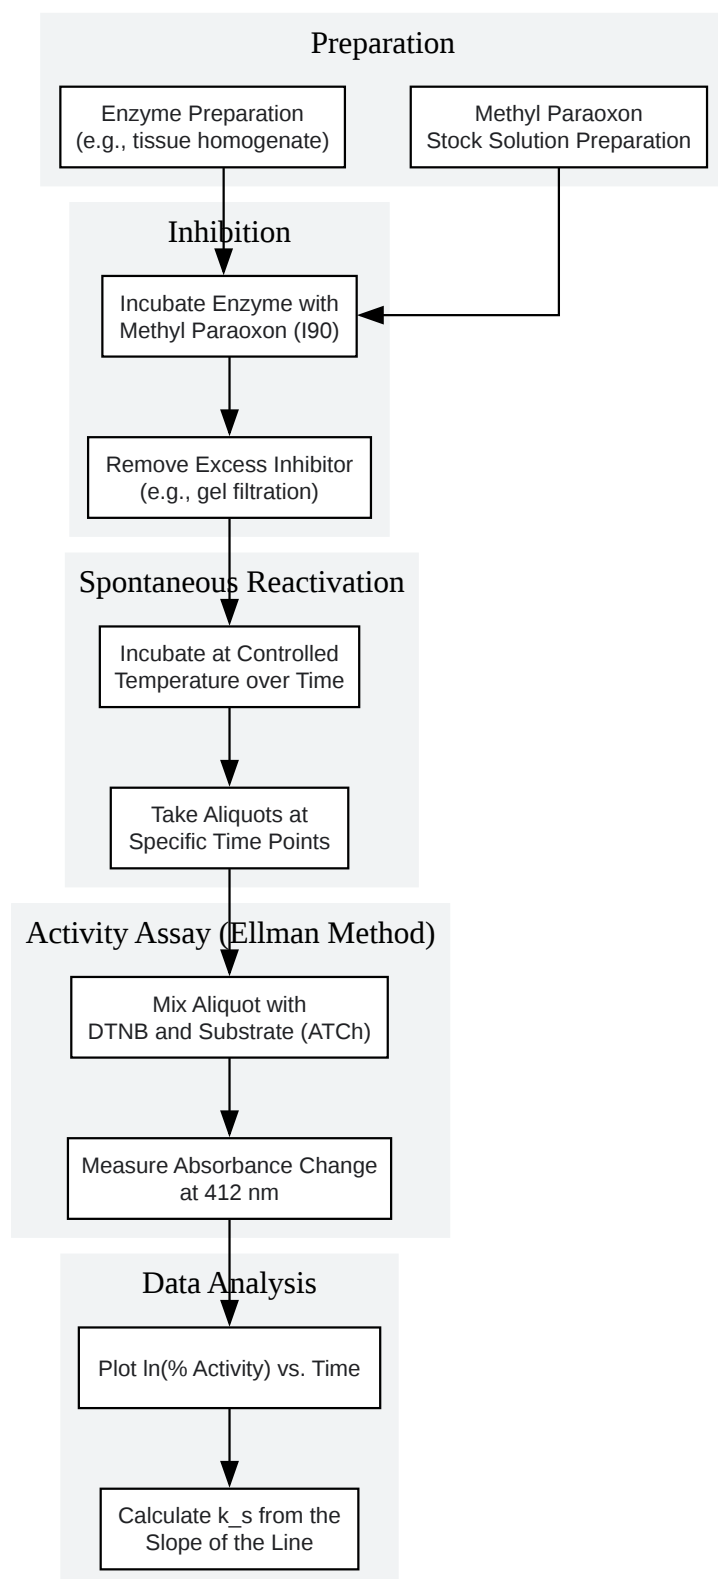 Preparation
Enzyme Preparation
(e.g., tissue homogenate)
Methyl Paraoxon
Stock Solution Preparation
Inhibition
Incubate Enzyme with
Methyl Paraoxon (I90)
Remove Excess Inhibitor
(e.g., gel filtration)
Spontaneous Reactivation
Incubate at Controlled
Temperature over Time
Take Aliquots at
Specific Time Points
Activity Assay (Ellman Method)
Mix Aliquot with
DTNB and Substrate (ATCh)
Measure Absorbance Change
at 412 nm
Data Analysis
Plot ln(% Activity) vs. Time
Calculate k_s from the
Slope of the Line